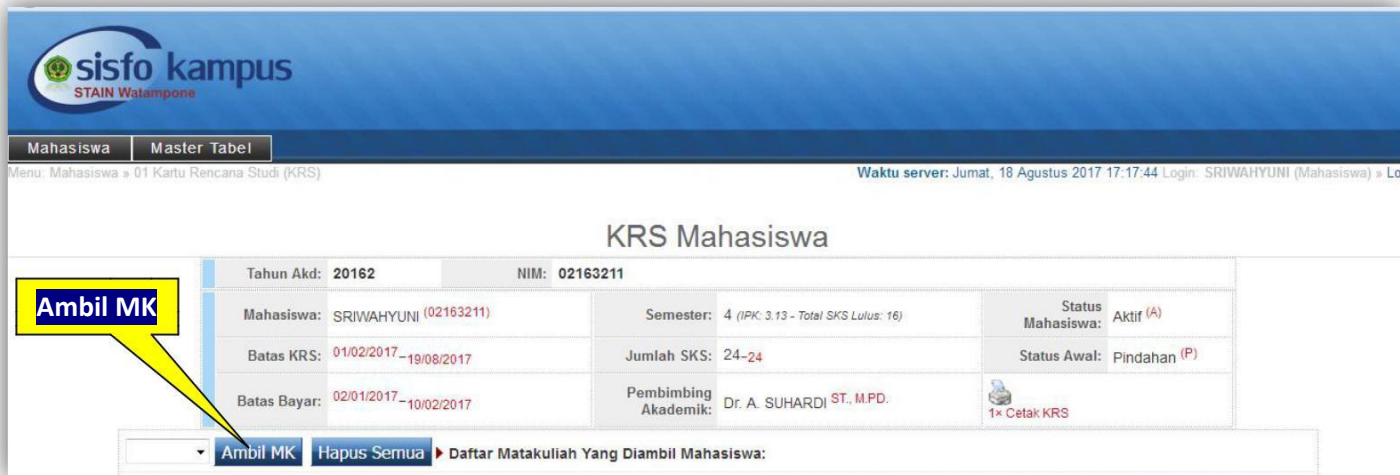 sisfo kampus
STAIN Watampone
Mahasiswa Master Tabel
Menu: Mahasiswa » 01 Kartu Rencana Studi (KRS) Waktu server: Jumat, 18 Agustus 2017 17:17:44 Login: SRIWAHYUNI (Mahasiswa) » Lo
KRS Mahasiswa
Tahun Akd: 20162 NIM: 02163211
Ambil MK
Mahasiswa: SRIWAHYUNI (02163211) Semester: 4 (IPK: 3.13 - Total SKS Lulus: 16) Status Mahasiswa: Aktif (A)
Batas KRS: 01/02/2017–19/08/2017 Jumlah SKS: 24–24 Status Awal: Pindahan (P)
Batas Bayar: 02/01/2017–10/02/2017 Pembimbing Akademik: Dr. A. SUHARDI ST., M.PD. 1× Cetak KRS
Ambil MK Hapus Semua Daftar Matakuliah Yang Diambil Mahasiswa: